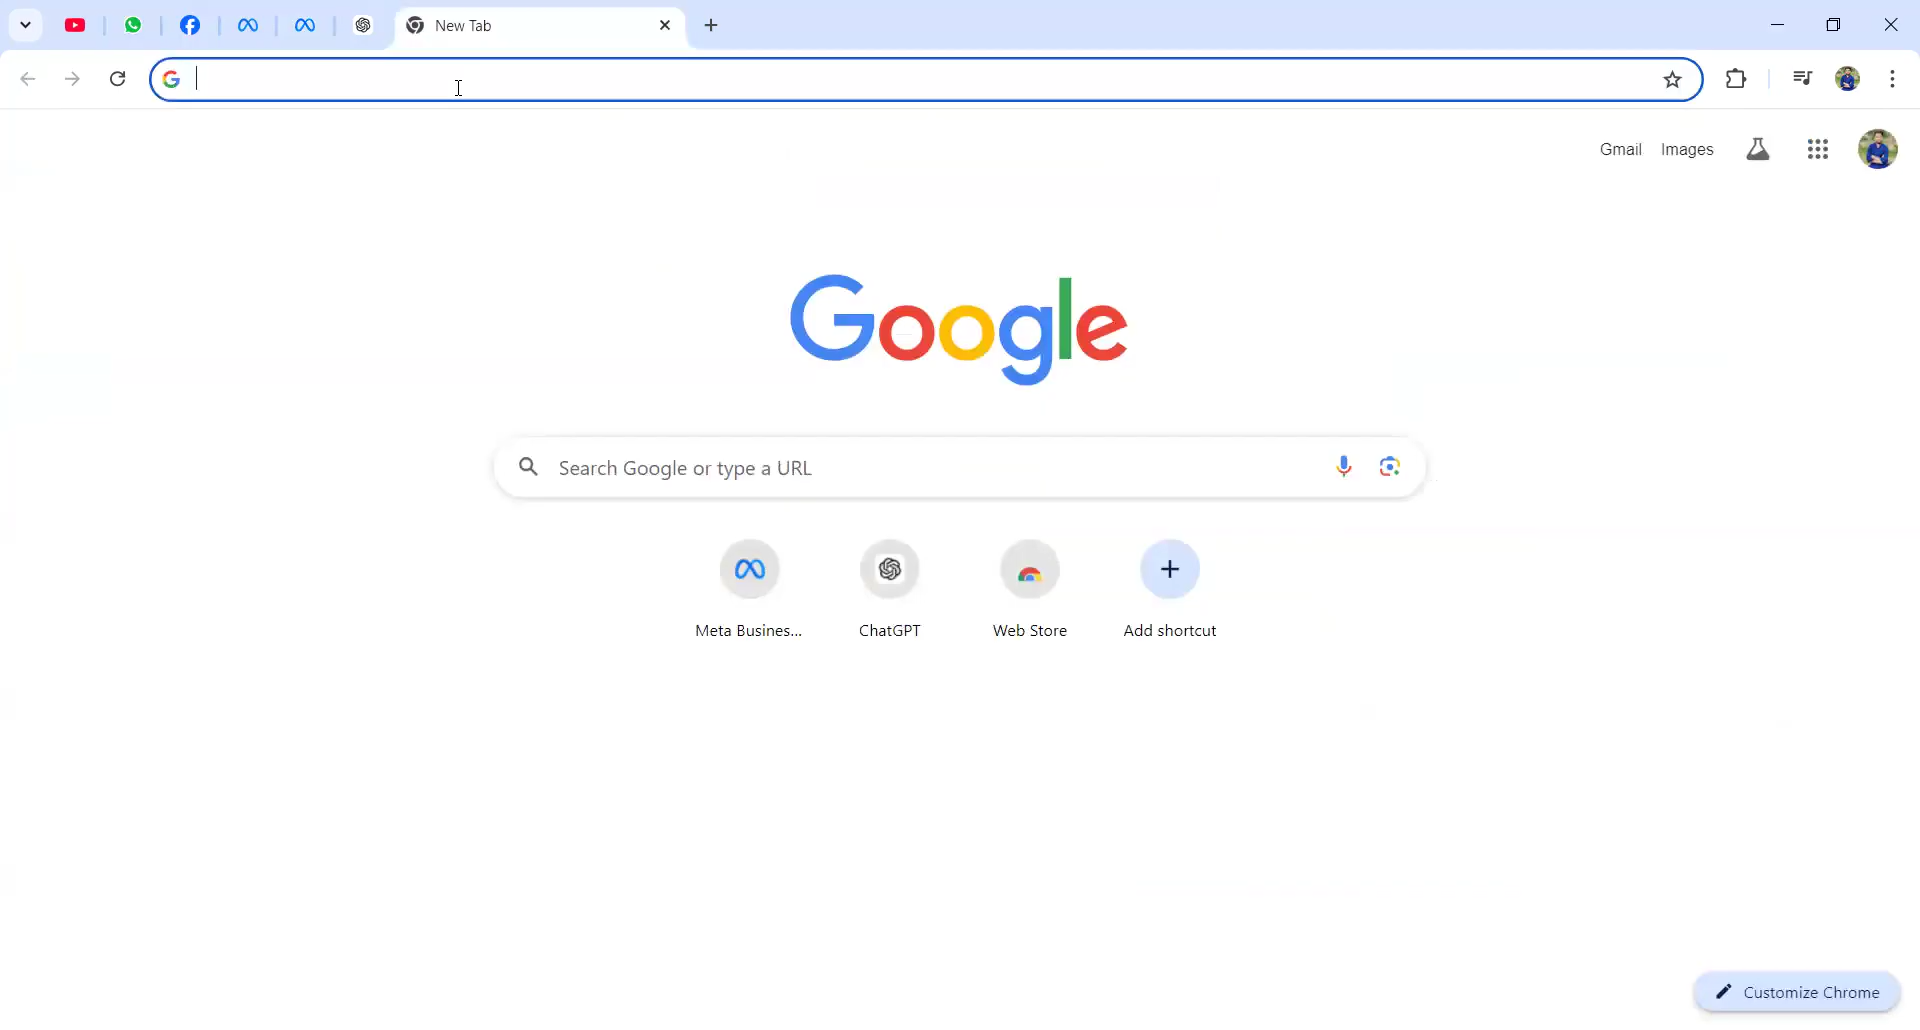 New Tab
Gmail Images
Google
Search Google or type a URL
Meta Busines... ChatGPT Web Store Add shortcut
Customize Chrome